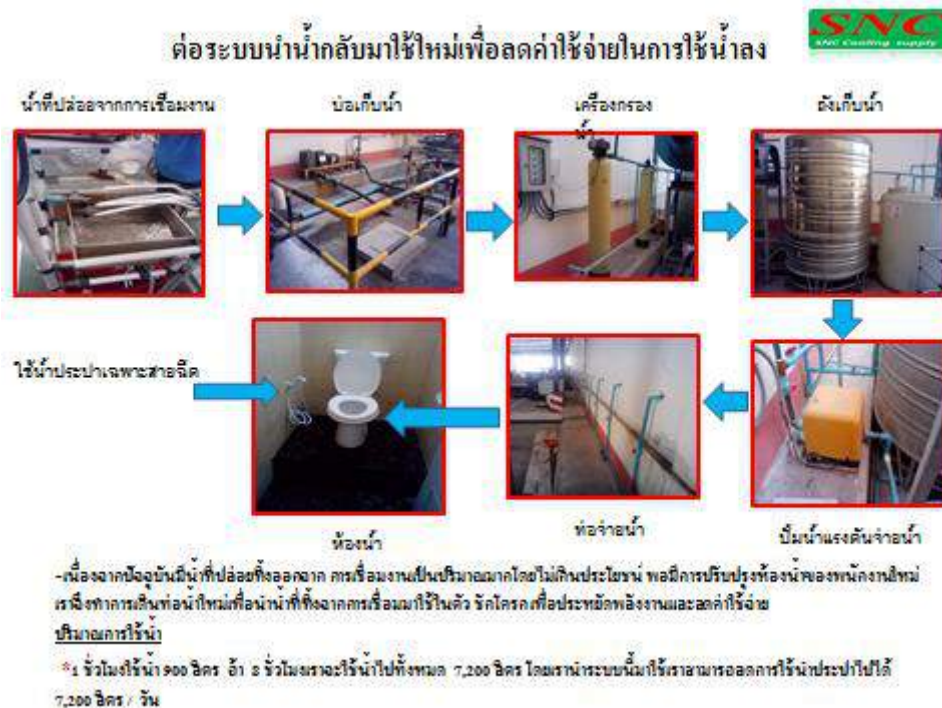 SNC
SNC Cooling supply
ต่อระบบนำน้ำกลับมาใช้ใหม่เพื่อลดค่าใช้จ่ายในการใช้น้ำลง
น้ำที่ปล่อยจากการเชื่อมงาน
บ่อเก็บน้ำ
เครื่องกรอง
น้ำ
ถังเก็บน้ำ
ใช้น้ำประปาเฉพาะสายฉีด
ห้องน้ำ
ท่อจ่ายน้ำ
ปั๊มน้ำแรงดันจ่ายน้ำ
-เนื่องจากปัจจุบันมีน้ำที่ปล่อยทิ้งออกจาก การเชื่อมงานเป็นปริมาณมากโดยไม่เกิดประโยชน์ พอมีการปรับปรุงห้องน้ำของพนักงานใหม่
เราจึงทำการเดินท่อน้ำใหม่เพื่อนำน้ำที่ทิ้งจากการเชื่อมมาใช้ในตัว ชักโครกเพื่อประหยัดพลังงานและลดค่าใช้จ่าย
ปริมาณการใช้น้ำ
*1 ชั่วโมงใช้น้ำ 900 ลิตร ถ้า 8 ชั่วโมงเราจะใช้น้ำไปทั้งหมด 7,200 ลิตร โดยเรานำระบบนี้มาใช้เราสามารถลดการใช้น้ำประปาไปได้
7,200 ลิตร / วัน